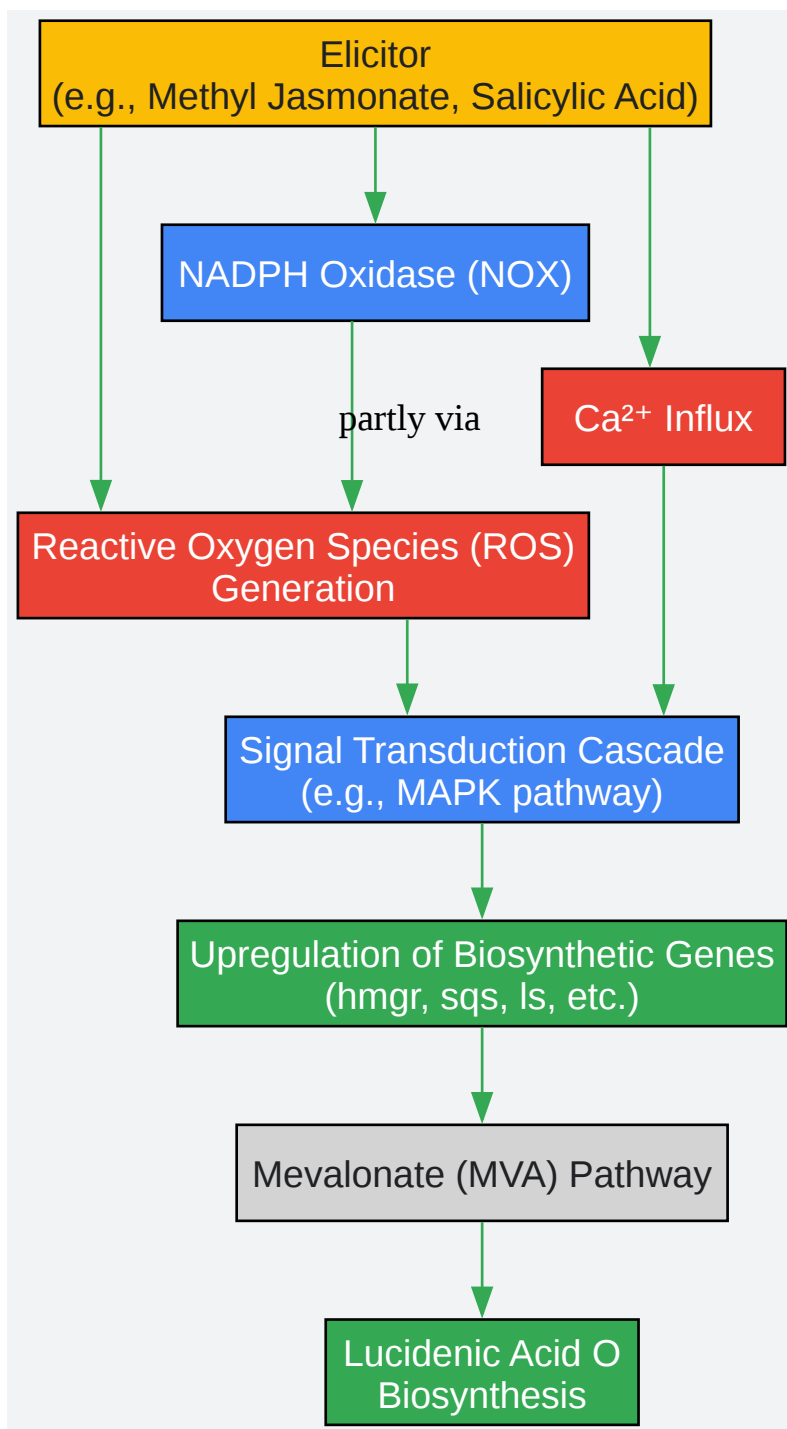 Elicitor
(e.g., Methyl Jasmonate, Salicylic Acid)
NADPH Oxidase (NOX)
partly via
Ca²⁺ Influx
Reactive Oxygen Species (ROS)
Generation
Signal Transduction Cascade
(e.g., MAPK pathway)
Upregulation of Biosynthetic Genes
(hmgr, sqs, ls, etc.)
Mevalonate (MVA) Pathway
Lucidenic Acid O
Biosynthesis